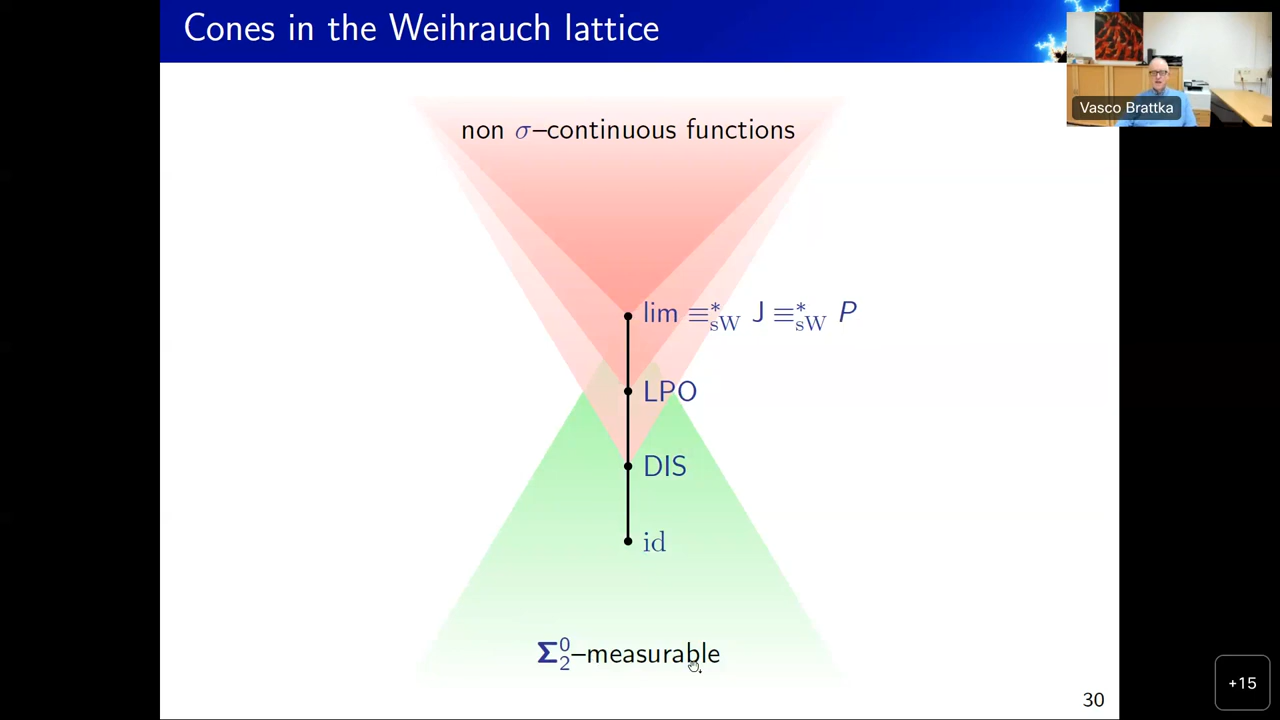 Cones in the Weihrauch lattice
Vasco Brattka
non σ–continuous functions
lim ≡*sW J ≡*sW P
LPO
DIS
id
Σ⁰₂–measurable
30
+15